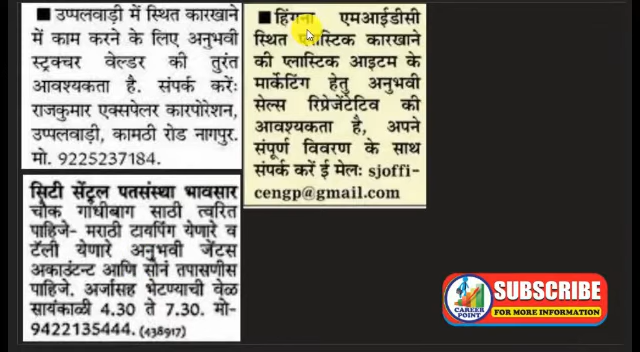 ■ उप्पलवाड़ी में स्थित कारखाने
में काम करने के लिए अनुभवी
स्ट्रक्चर वेल्डर की तुरंत
आवश्यकता है. संपर्क करेंः
राजकुमार एक्सपेलर कार्पोरेशन,
उप्पलवाड़ी, कामठी रोड नागपुर.
मो. 9225237184.
सिटी सेंट्रल पतसंस्था भावसार
चौक गांधीबाग साठी त्वरित
पाहिजे- मराठी टायपिंग येणारे व
टॅली येणारे अनुभवी जेंटस
अकाउंटन्ट आणि सोनं तपासणीस
पाहिजे. अर्जासह भेटण्याची वेळ
सायंकाळी 4.30 ते 7.30. मो-
9422135444. (438917)
■ हिंगना एमआईडीसी
स्थित प्लास्टिक कारखाने
की प्लास्टिक आइटम के
मार्केटिंग हेतु अनुभवी
सेल्स रिप्रेजेंटेटिव की
आवश्यकता है, अपने
संपूर्ण विवरण के साथ
संपर्क करें ई मेलः sjoffi-
cengp@gmail.com
CAREER
POINT
SUBSCRIBE
FOR MORE INFORMATION